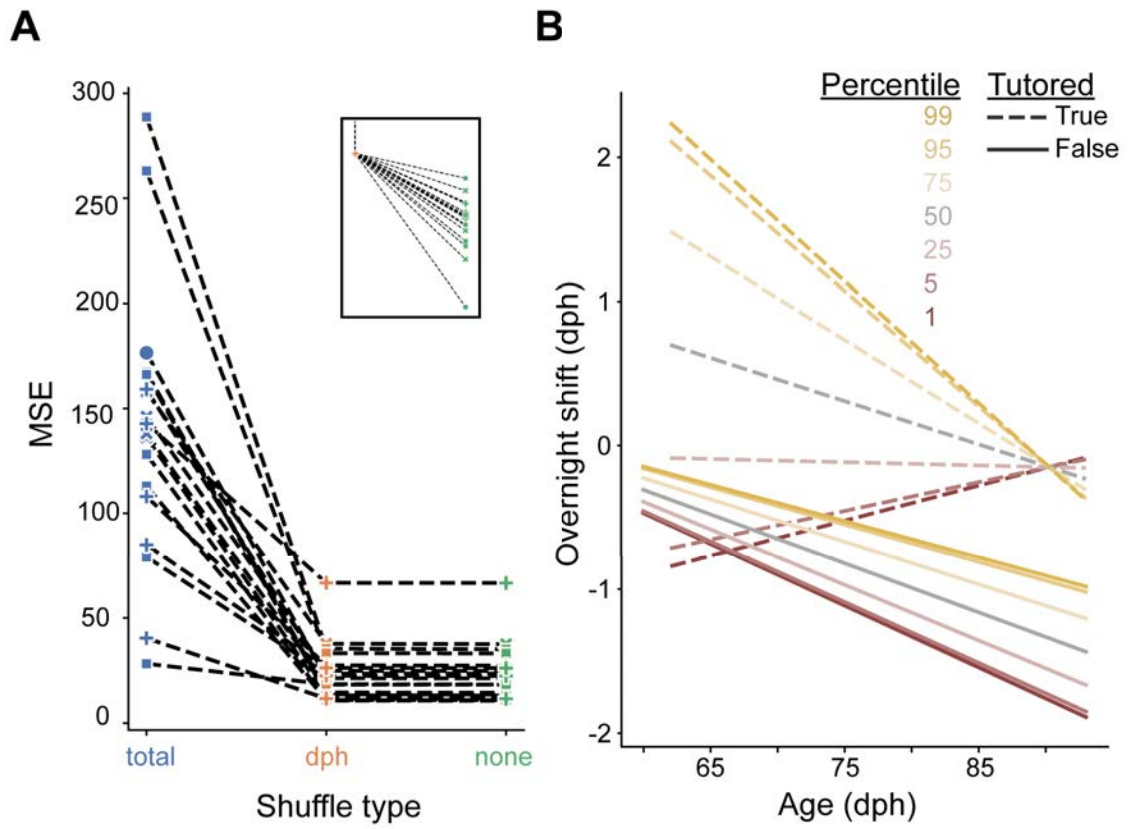 A
MSE
300
250
200
150
100
50
0
total dph none
Shuffle type
B
Percentile Tutored
99 True
95 False
75
50
25
5
1
Overnight shift (dph)
2
1
0
-1
-2
65 75 85
Age (dph)